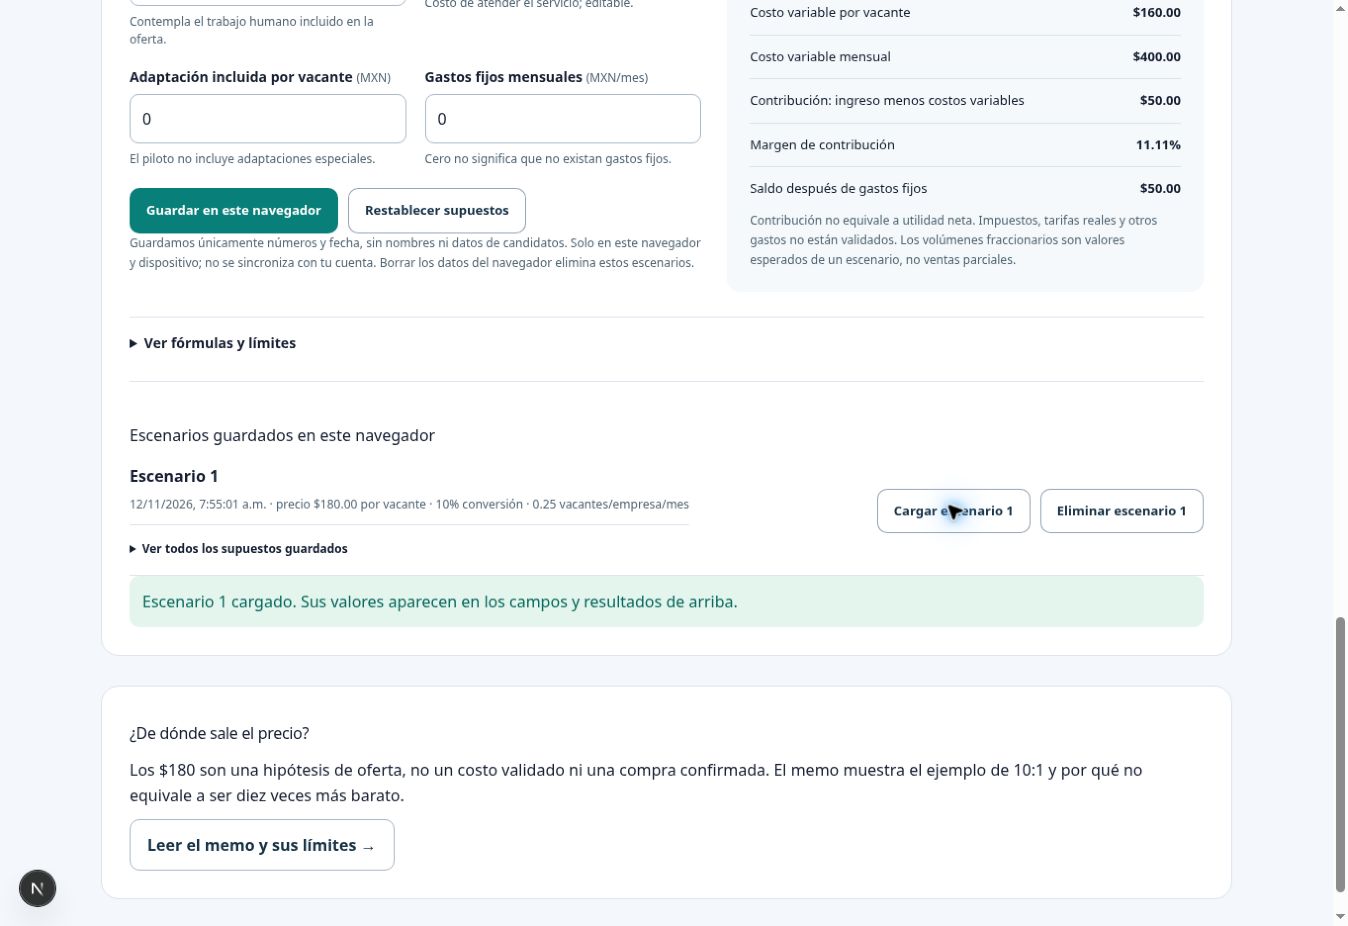 Contempla el trabajo humano incluido en la
oferta.
Costo de atender el servicio; editable.
Adaptación incluida por vacante (MXN)
0
El piloto no incluye adaptaciones especiales.
Gastos fijos mensuales (MXN/mes)
0
Cero no significa que no existan gastos fijos.
Guardar en este navegador
Restablecer supuestos
Guardamos únicamente números y fecha, sin nombres ni datos de candidatos. Solo en este navegador
y dispositivo; no se sincroniza con tu cuenta. Borrar los datos del navegador elimina estos escenarios.
Costo variable por vacante $160.00
Costo variable mensual $400.00
Contribución: ingreso menos costos variables $50.00
Margen de contribución 11.11%
Saldo después de gastos fijos $50.00
Contribución no equivale a utilidad neta. Impuestos, tarifas reales y otros
gastos no están validados. Los volúmenes fraccionarios son valores
esperados de un escenario, no ventas parciales.
Ver fórmulas y límites
Escenarios guardados en este navegador
Escenario 1
12/11/2026, 7:55:01 a.m. · precio $180.00 por vacante · 10% conversión · 0.25 vacantes/empresa/mes
Ver todos los supuestos guardados
Cargar escenario 1
Eliminar escenario 1
Escenario 1 cargado. Sus valores aparecen en los campos y resultados de arriba.
¿De dónde sale el precio?
Los $180 son una hipótesis de oferta, no un costo validado ni una compra confirmada. El memo muestra el ejemplo de 10:1 y por qué no
equivale a ser diez veces más barato.
Leer el memo y sus límites →
N